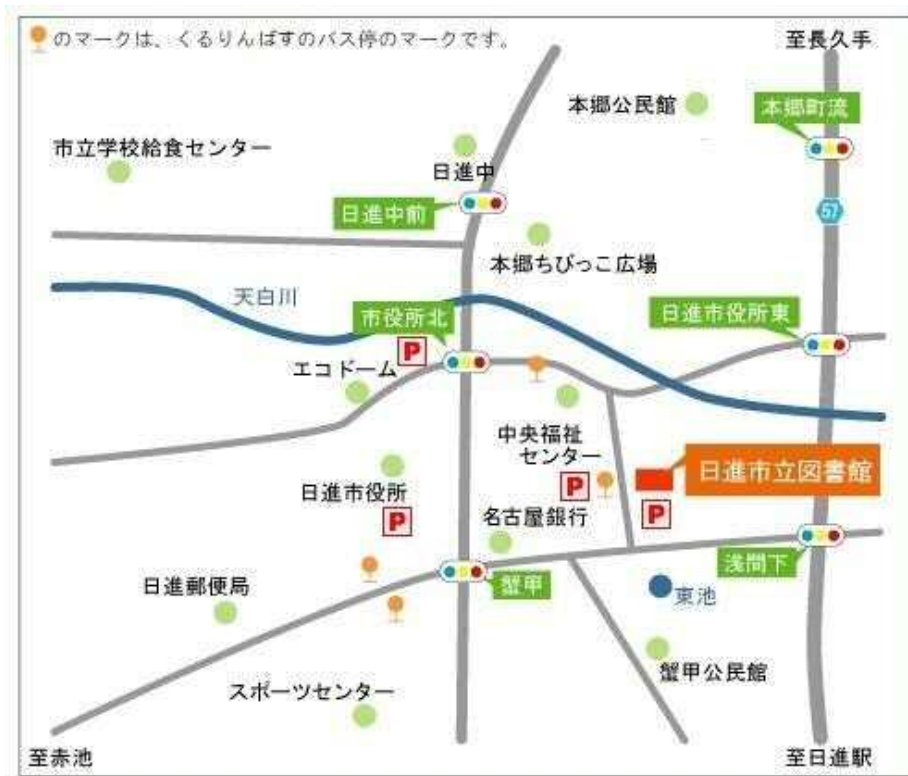 のマークは、くるりんばすのバス停のマークです。
至長久手
本郷公民館
本郷町流
市立学校給食センター
日進中
日進中前
57
本郷ちびっこ広場
天白川
市役所北
日進市役所東
P
エコドーム
中央福祉
センター
日進市立図書館
日進市役所
P
P
P
名古屋銀行
浅間下
蟹甲
日進郵便局
東池
蟹甲公民館
スポーツセンター
至赤池
至日進駅